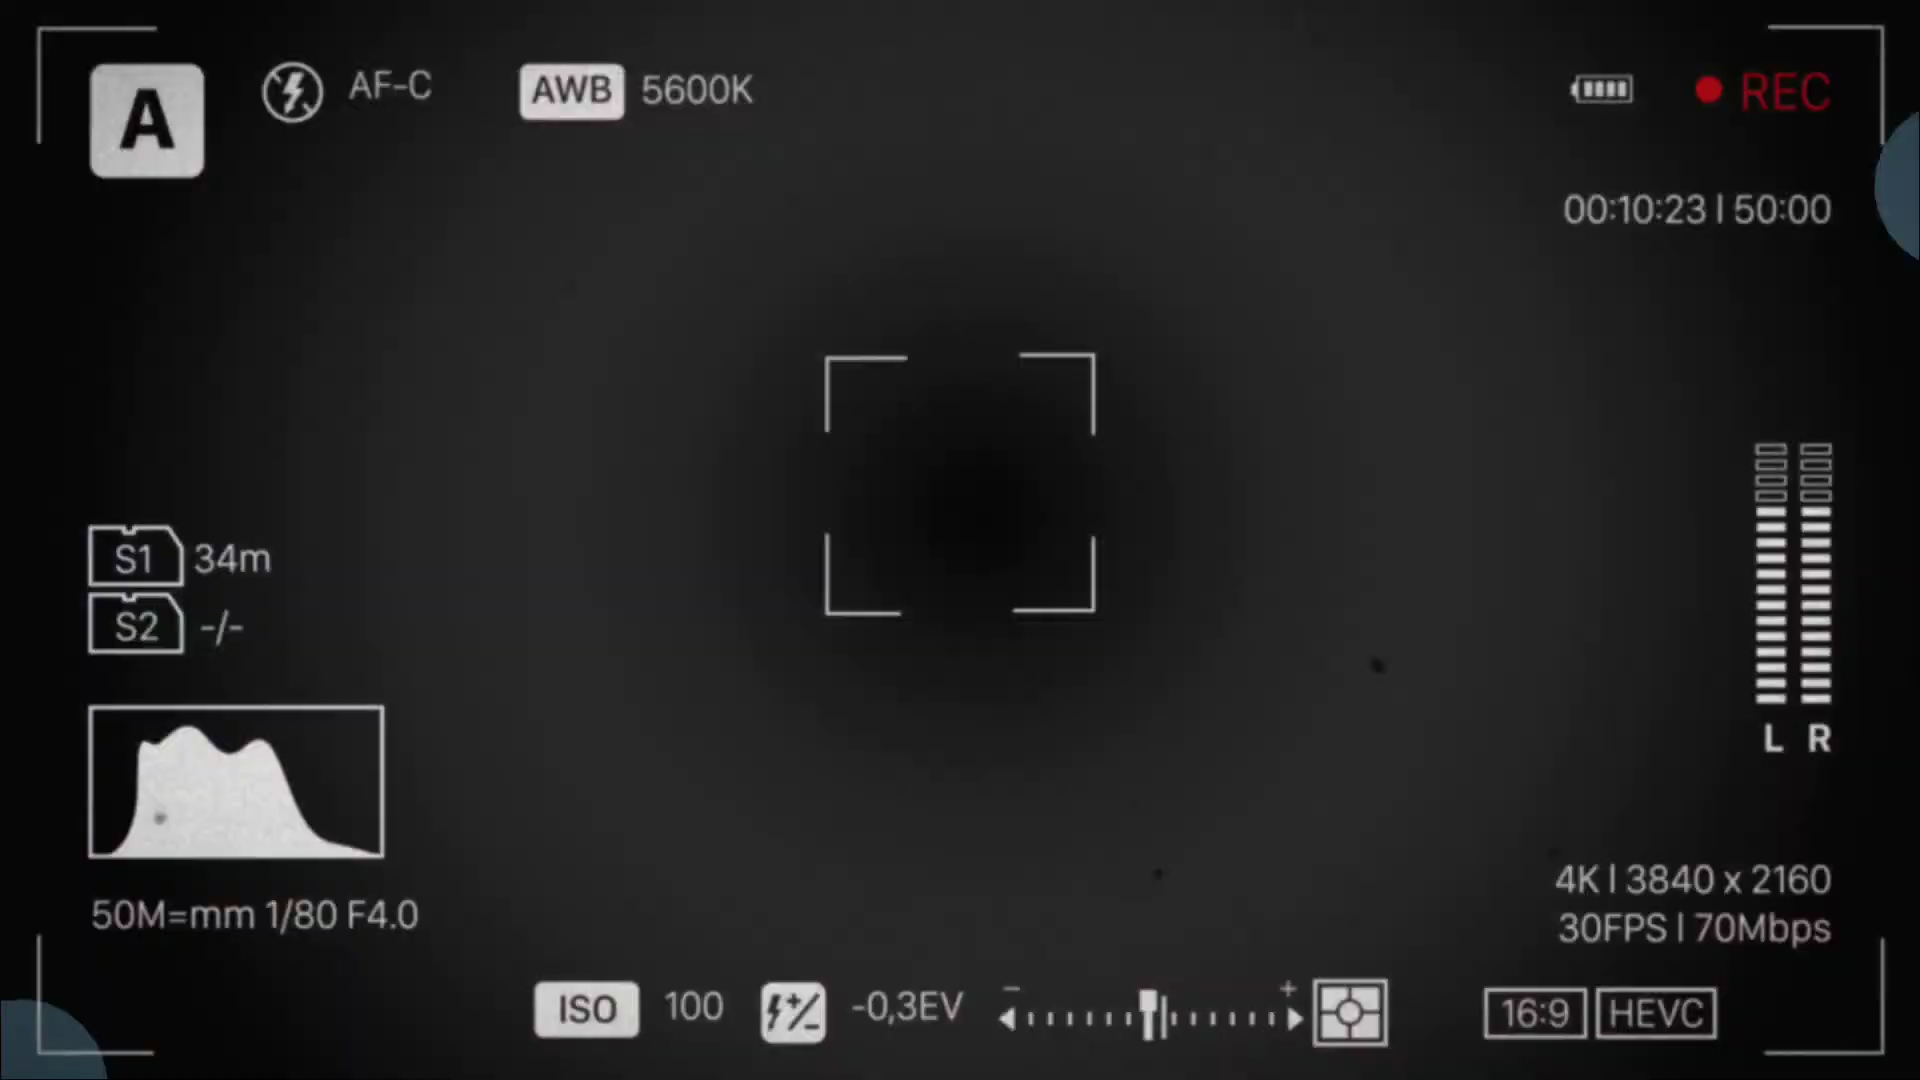 A
AF-C
AWB 5600K
REC
00:10:23 | 50:00
S1 34m
S2 -/-
L R
50M=mm 1/80 F4.0
4K | 3840 x 2160
30FPS | 70Mbps
ISO 100
-0,3EV
- +
16:9 HEVC